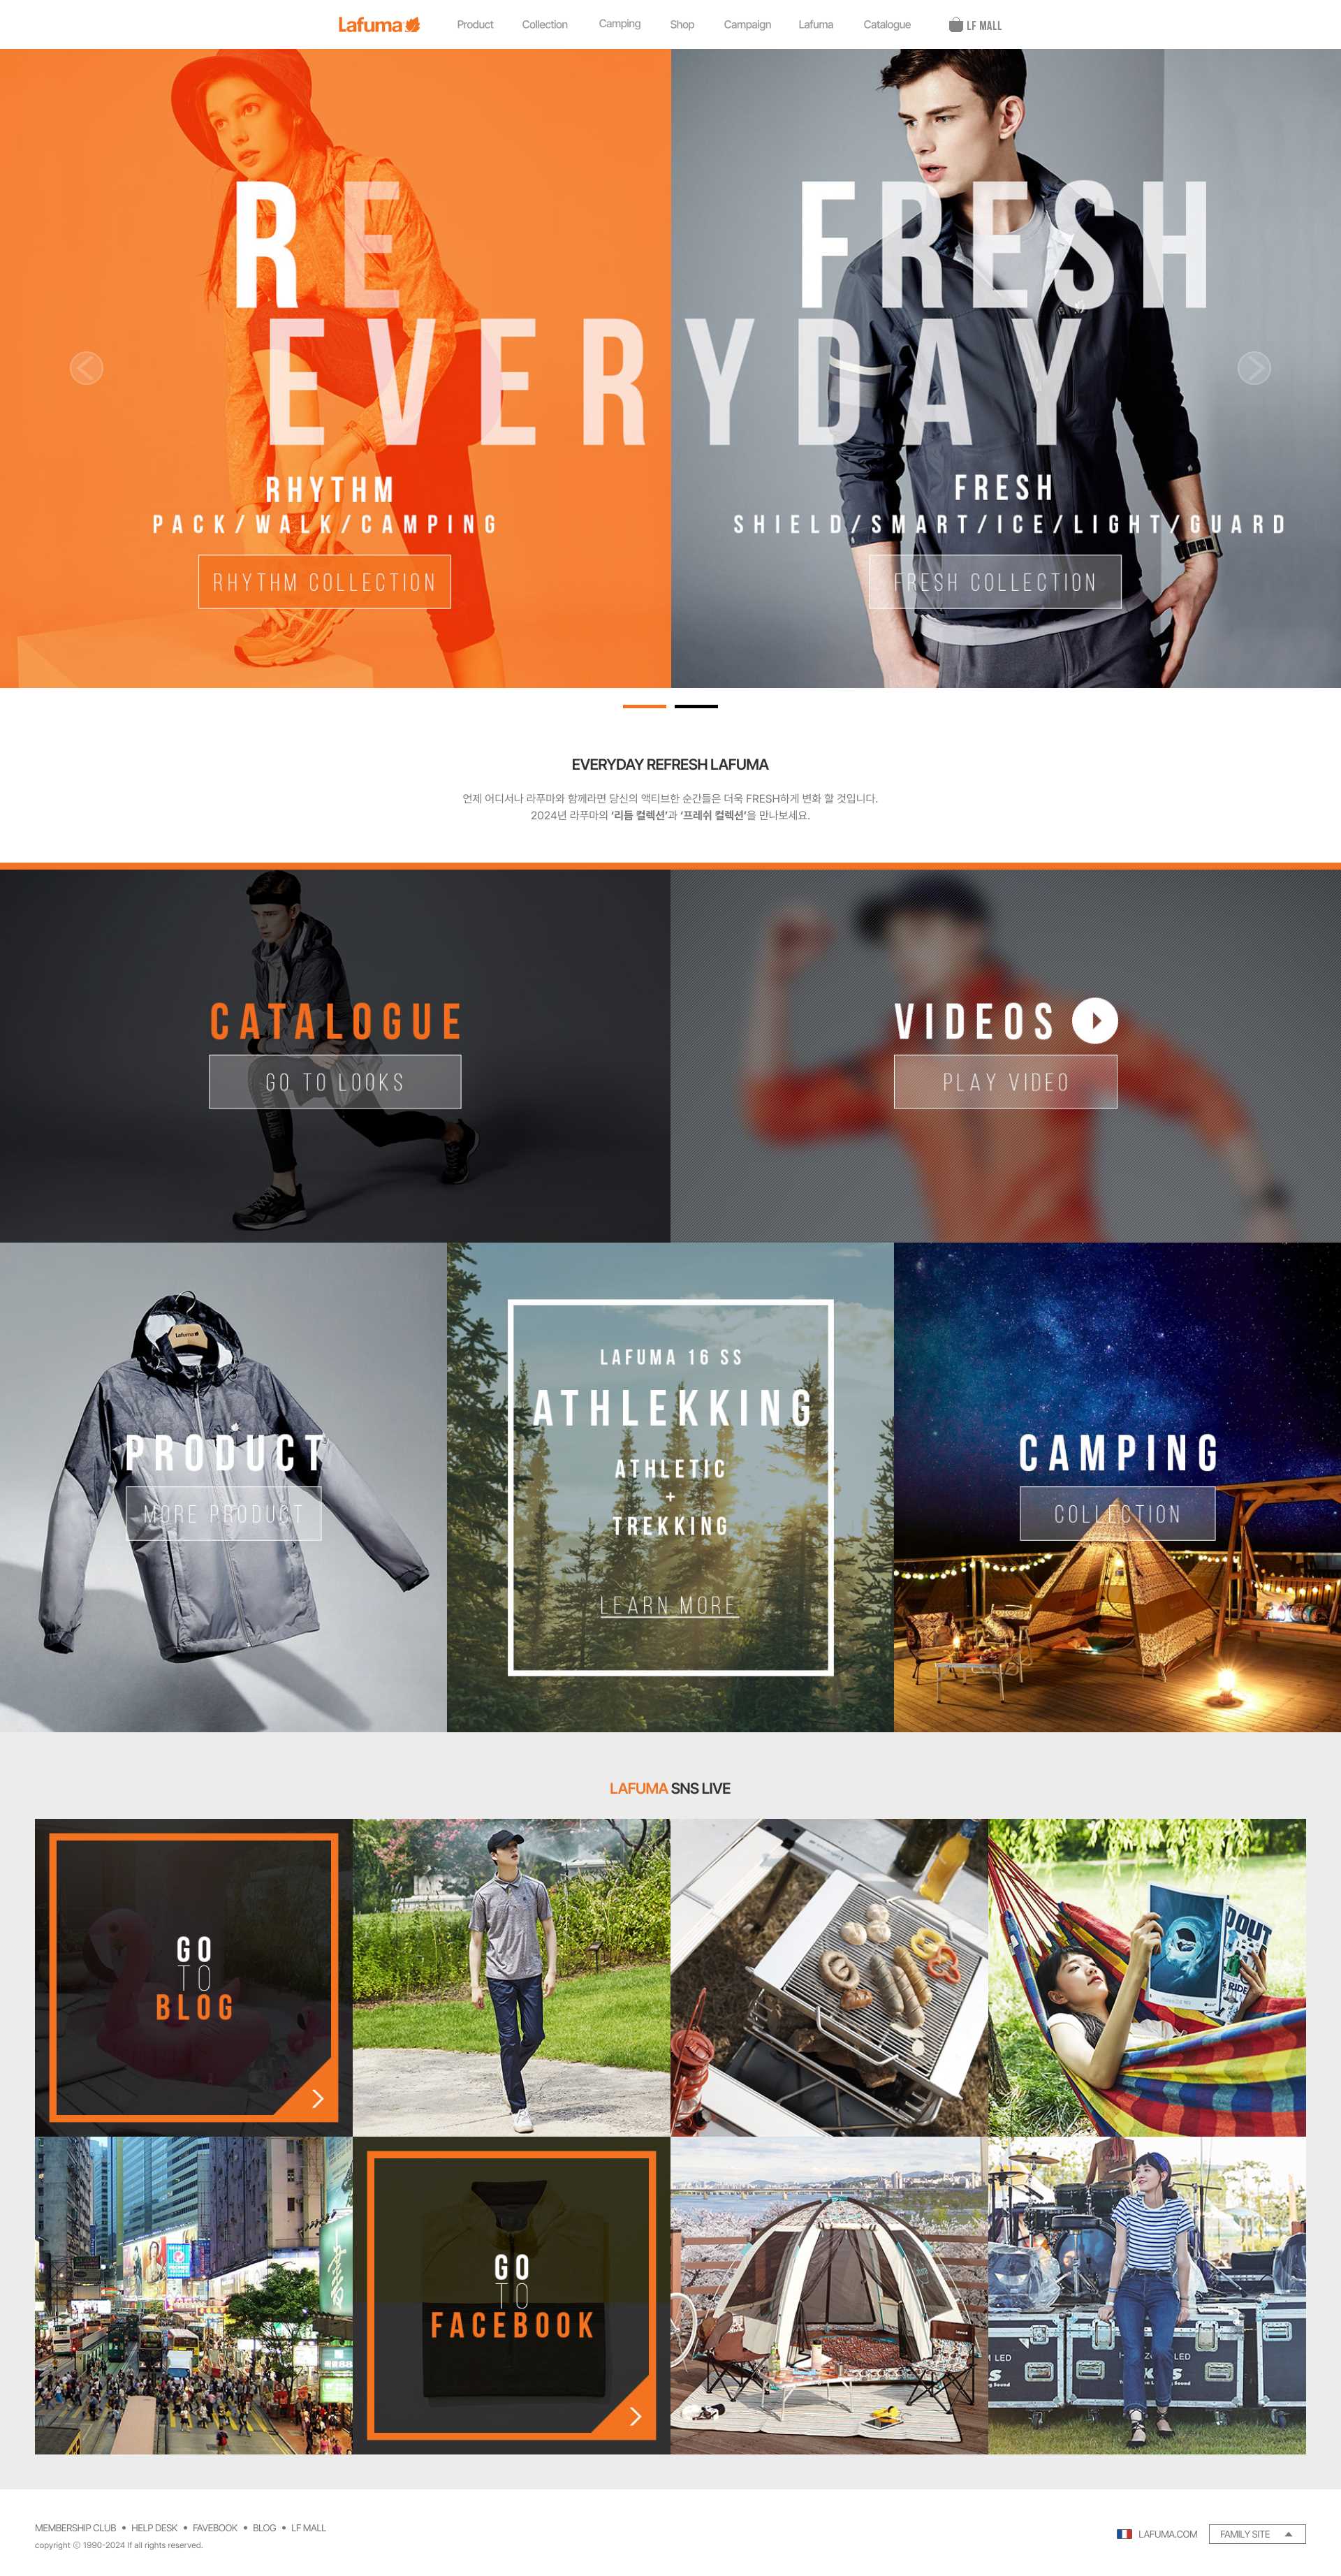 Lafuma
Product Collection Camping Shop Campaign Lafuma Catalogue LF MALL
RE FRESH
EVERYDAY
RHYTHM
PACK/WALK/CAMPING
RHYTHM COLLECTION
FRESH
SHIELD/SMART/ICE/LIGHT/GUARD
FRESH COLLECTION
EVERYDAY REFRESH LAFUMA
언제 어디서나 라푸마와 함께라면 당신의 액티브한 순간들은 더욱 FRESH하게 변화 할 것입니다.
2024년 라푸마의 ‘리듬 컬렉션’과 ‘프레쉬 컬렉션’을 만나보세요.
CATALOGUE
GO TO LOOKS
MONTBLANC
VIDEOS
PLAY VIDEO
Lafuma
PRODUCT
MORE PRODUCT
LAFUMA 16 SS
ATHLEKKING
ATHLETIC
+
TREKKING
LEARN MORE
CAMPING
COLLECTION
LAFUMA SNS LIVE
GO
TO
BLOG
POUT
& RIDE
GO
TO
FACEBOOK
LED
MEMBERSHIP CLUB • HELP DESK • FAVEBOOK • BLOG • LF MALL
copyright ⓒ 1990-2024 lf all rights reserved.
LAFUMA.COM
FAMILY SITE